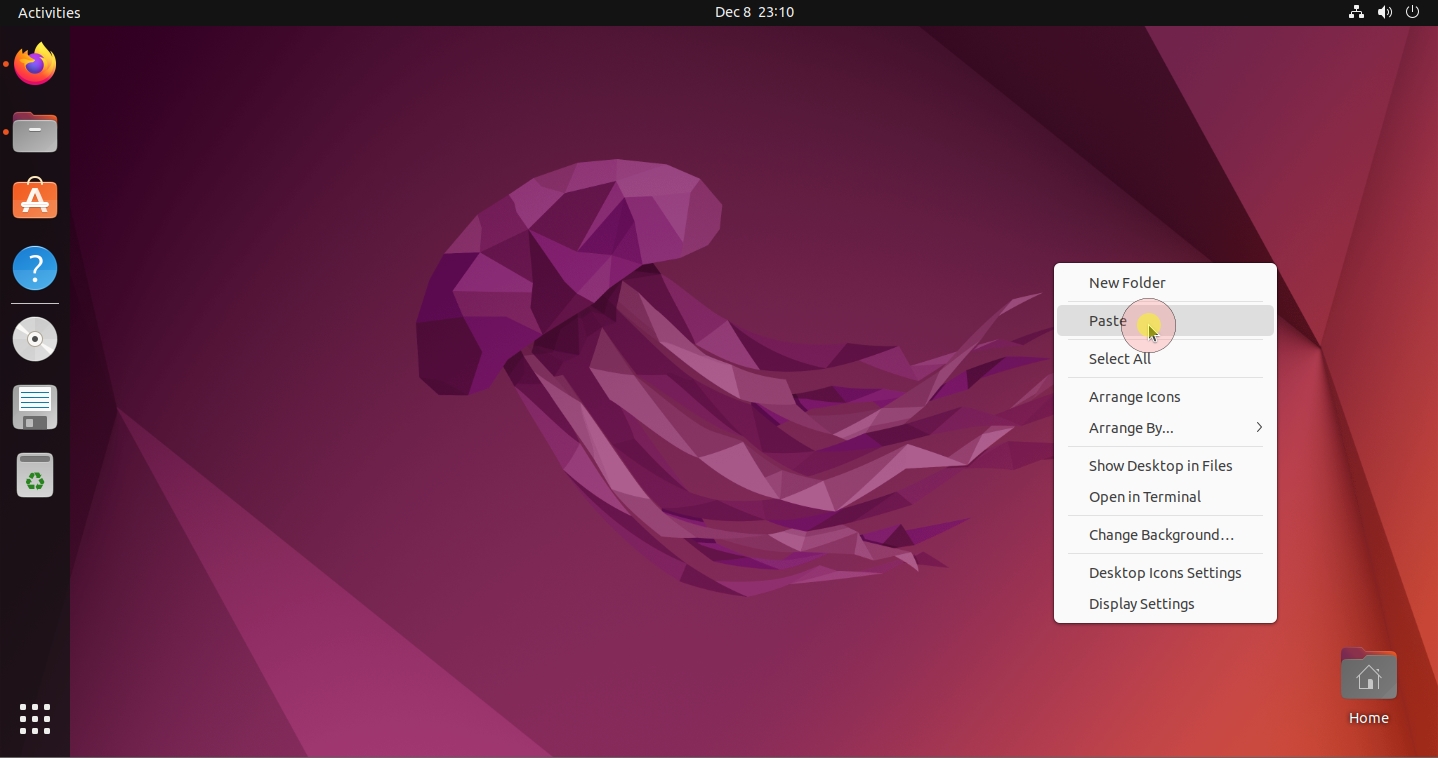 Activities
Dec 8 23:10
New Folder
Paste
Select All
Arrange Icons
Arrange By...
Show Desktop in Files
Open in Terminal
Change Background…
Desktop Icons Settings
Display Settings
Home